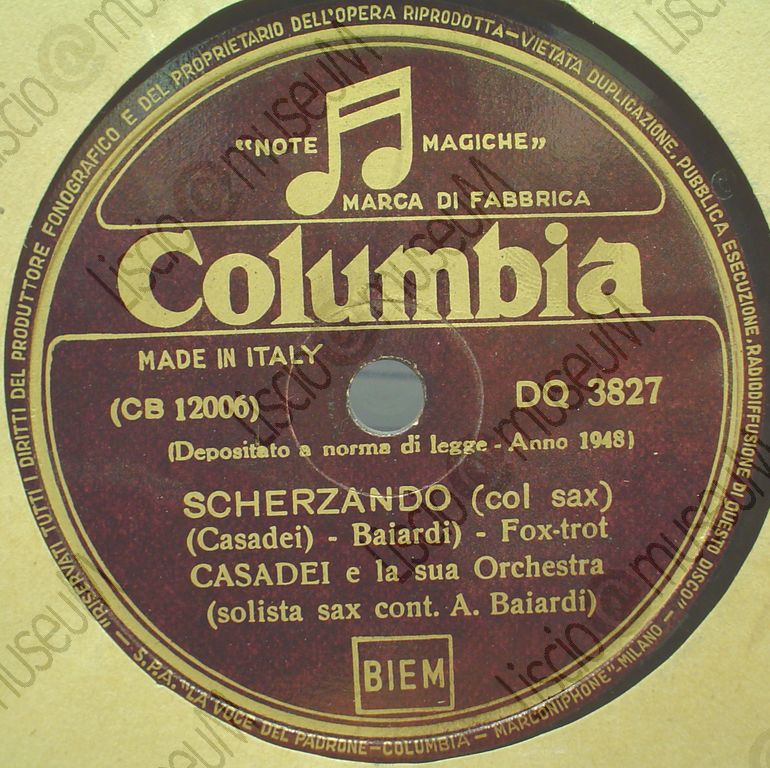 "RISERVATI TUTTI I DIRITTI DEL PRODUTTORE FONOGRAFICO E DEL PROPRIETARIO DELL'OPERA RIPRODOTTA—VIETATA DUPLICAZIONE, PUBBLICA ESECUZIONE, RADIODIFFUSIONE DI QUESTO DISCO"
"NOTE MAGICHE"
MARCA DI FABBRICA
Columbia
MADE IN ITALY
(CB 12006)
DQ 3827
(Depositato a norma di legge - Anno 1948)
SCHERZANDO (col sax)
(Casadei) - Baiardi) - Fox-trot
CASADEI e la sua Orchestra
(solista sax cont. A. Baiardi)
BIEM
— S.P.A. "LA VOCE DEL PADRONE—COLUMBIA — MARCONIPHONE"—MILANO —
Liscio @ museuM